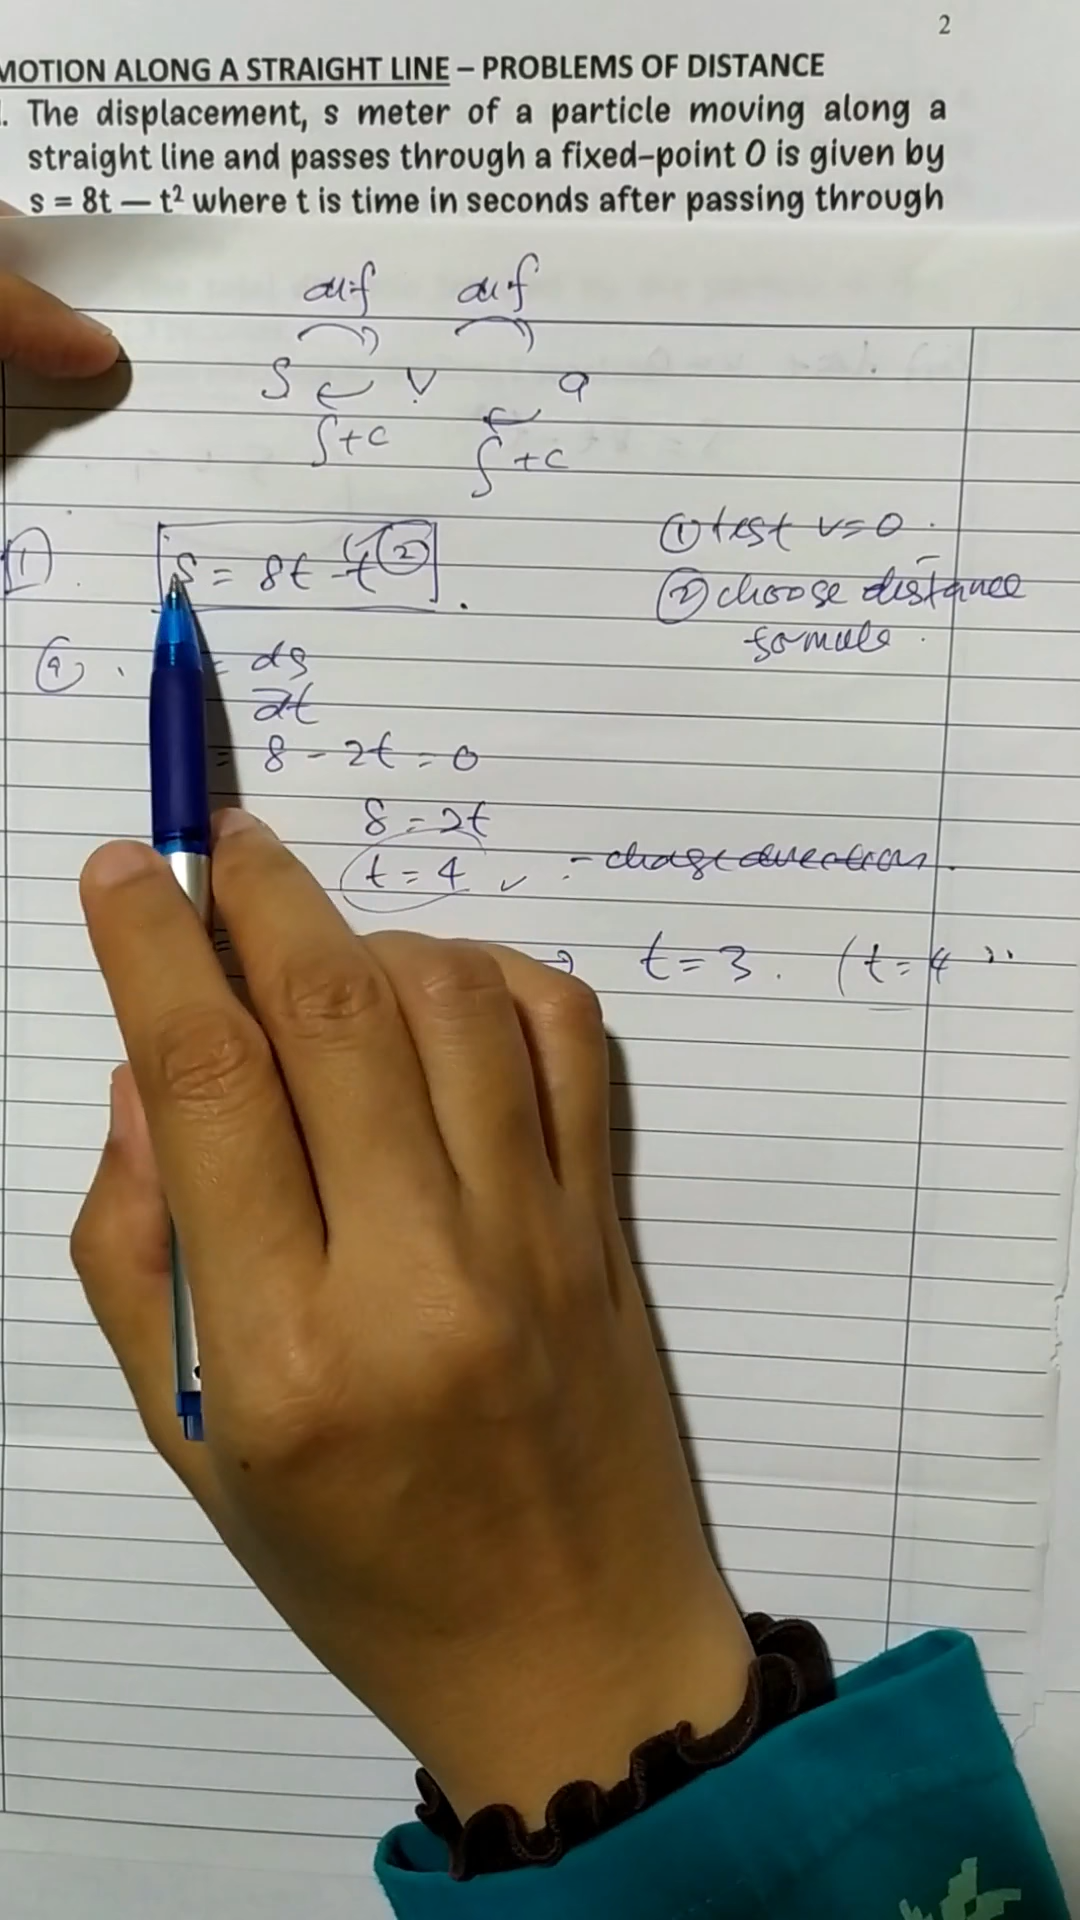 2
MOTION ALONG A STRAIGHT LINE – PROBLEMS OF DISTANCE
. The displacement, s meter of a particle moving along a
straight line and passes through a fixed-point O is given by
s = 8t — t² where t is time in seconds after passing through
dif dif
S V a
∫+c ∫+c
1 s = 8t - t²
① test v=0.
② choose distance
formula.
a = ds
dt
= 8 - 2t = 0
8 = 2t
t = 4 ✓ change direction.
= → t = 3. (t = 4